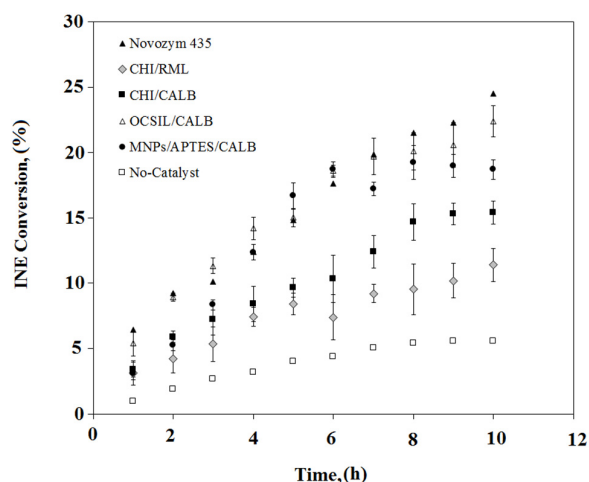 30
25
20
15
10
5
0
INE Conversion, (%)
Novozym 435
CHI/RML
CHI/CALB
OCSIL/CALB
MNPs/APTES/CALB
No-Catalyst
0 2 4 6 8 10 12
Time, (h)